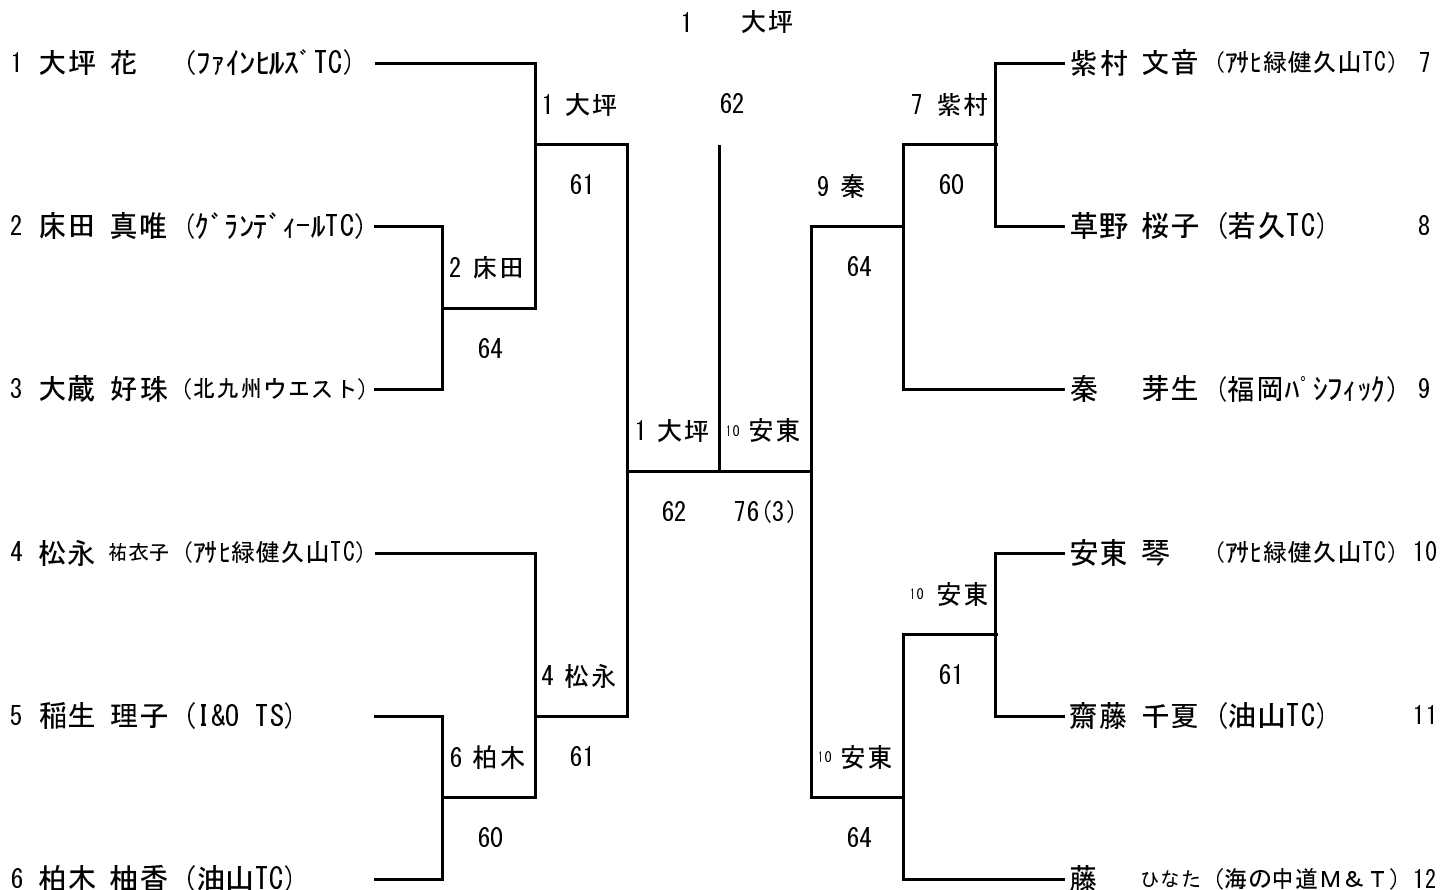 1 大坪
1 大坪 花 (ﾌｧｲﾝﾋﾙｽﾞTC)
紫村 文音 (ｱｻﾋ緑健久山TC) 7
1 大坪
62
7 紫村
61
9 秦
60
2 床田 真唯 (ｸﾞﾗﾝﾃﾞｨｰﾙTC)
草野 桜子 (若久TC) 8
2 床田
64
64
3 大蔵 好珠 (北九州ウエスト)
秦 芽生 (福岡ﾊﾟｼﾌｨｯｸ) 9
1 大坪
10 安東
62
76(3)
4 松永 祐衣子 (ｱｻﾋ緑健久山TC)
安東 琴 (ｱｻﾋ緑健久山TC) 10
10 安東
4 松永
61
5 稲生 理子 (I&O TS)
齋藤 千夏 (油山TC) 11
6 柏木
61
10 安東
60
64
6 柏木 柚香 (油山TC)
藤 ひなた (海の中道Ｍ＆Ｔ) 12